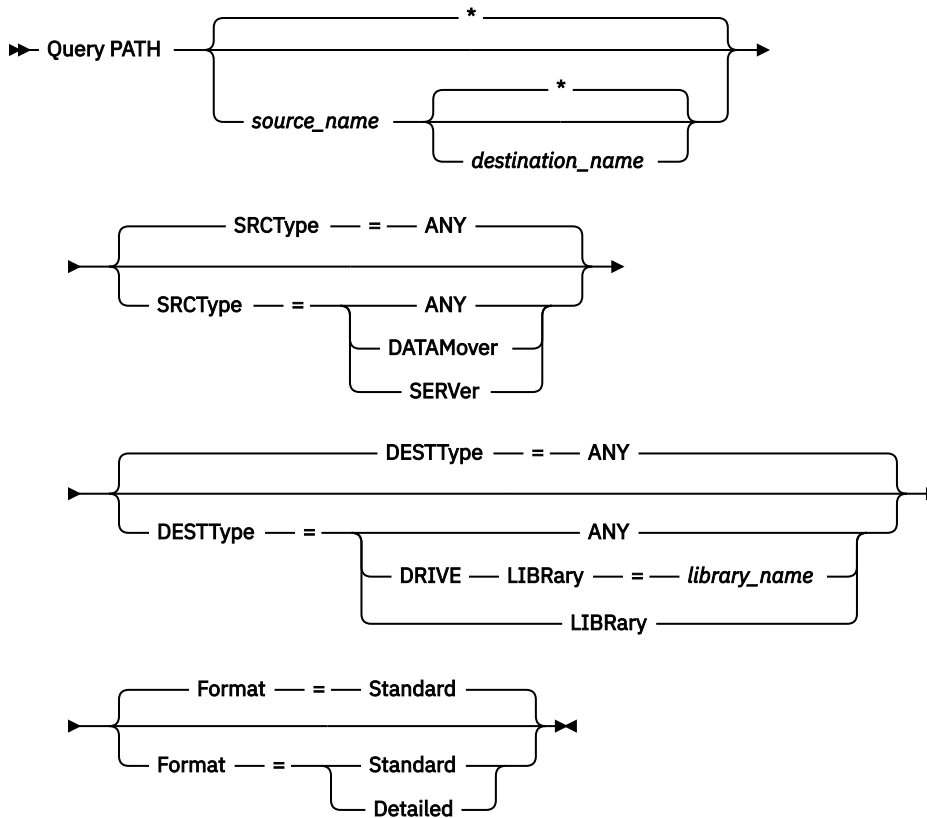 *
Query PATH
*
source_name
destination_name
SRCType = ANY
SRCType = ANY
DATAMover
SERVer
DESTType = ANY
DESTType = ANY
DRIVE LIBRary = library_name
LIBRary
Format = Standard
Format = Standard
Detailed